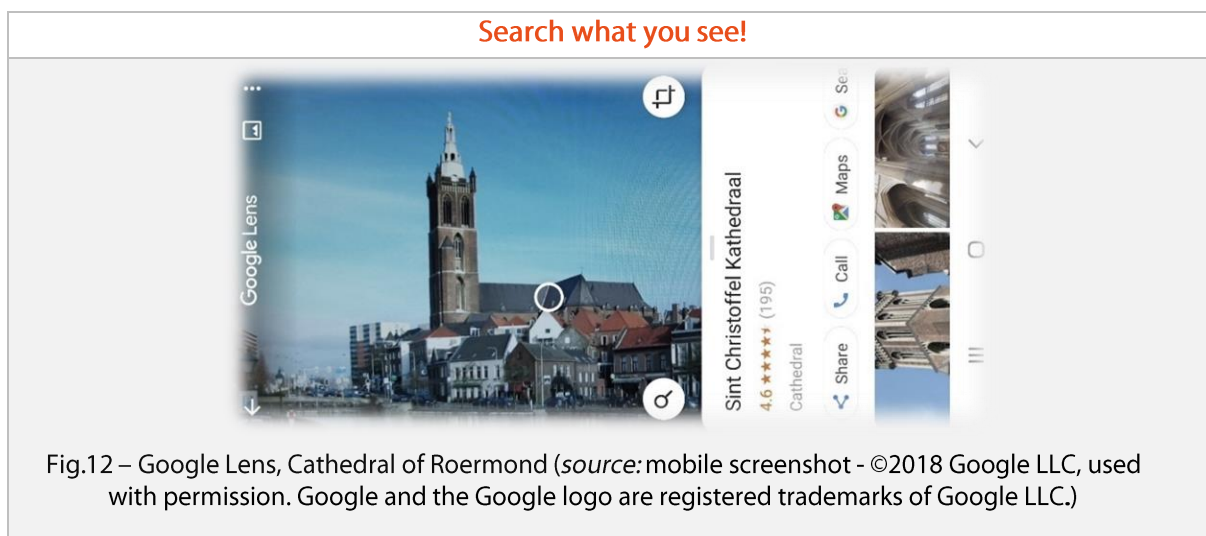 Search what you see!
Google Lens
Sint Christoffel Kathedraal
4.6 (195)
Cathedral
Share
Call
Maps
Sea
Fig.12 – Google Lens, Cathedral of Roermond (source: mobile screenshot - ©2018 Google LLC, used
with permission. Google and the Google logo are registered trademarks of Google LLC.)